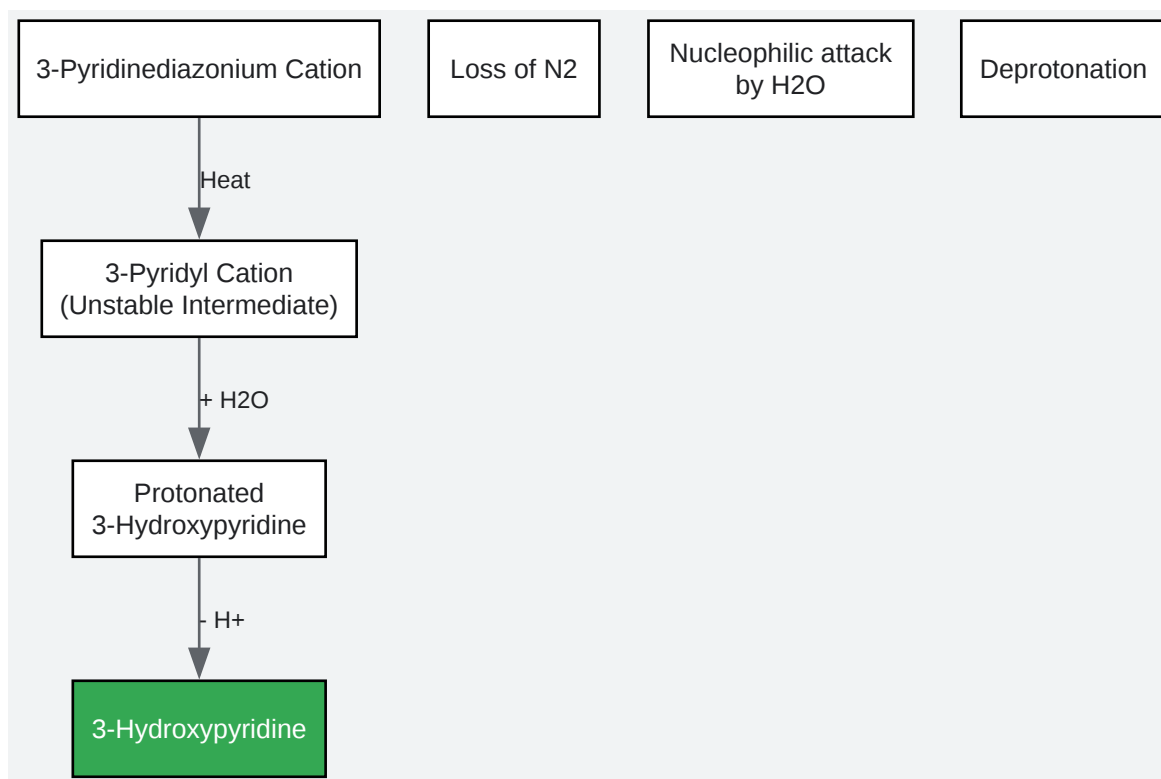 3-Pyridinediazonium Cation
Loss of N2
Nucleophilic attack
by H2O
Deprotonation
Heat
3-Pyridyl Cation
(Unstable Intermediate)
+ H2O
Protonated
3-Hydroxypyridine
- H+
3-Hydroxypyridine